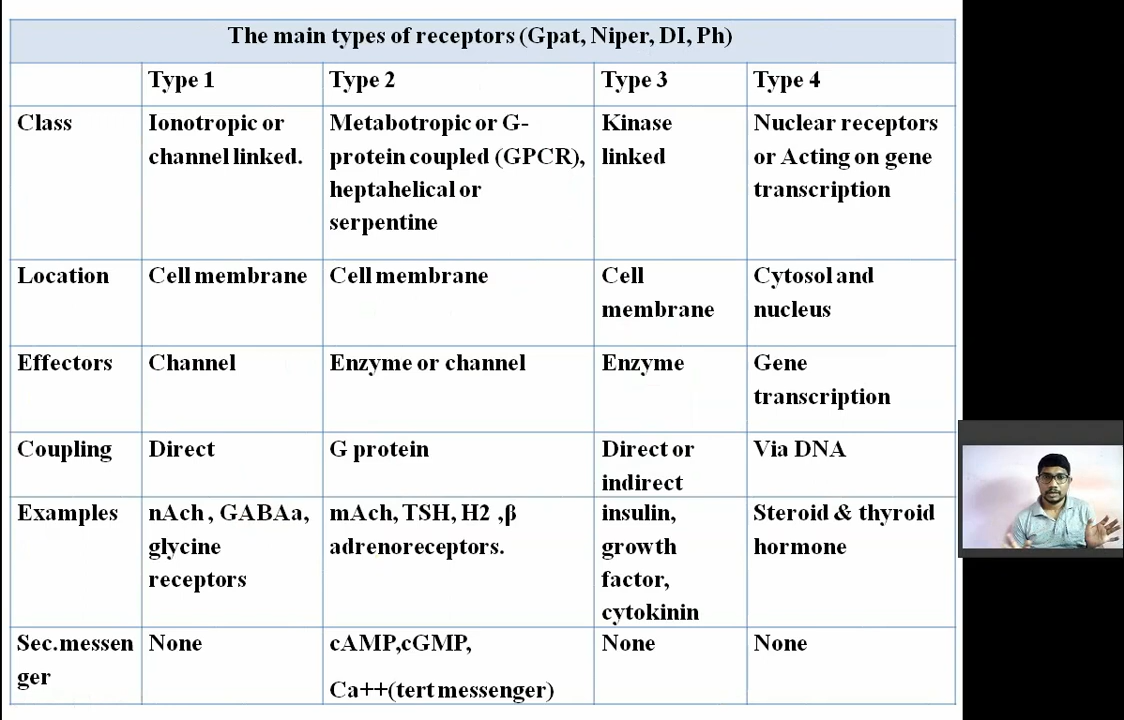 The main types of receptors (Gpat, Niper, DI, Ph)
Type 1
Type 2
Type 3
Type 4
Class
Ionotropic or
channel linked.
Metabotropic or G-
protein coupled (GPCR),
heptahelical or
serpentine
Kinase
linked
Nuclear receptors
or Acting on gene
transcription
Location
Cell membrane
Cell membrane
Cell
membrane
Cytosol and
nucleus
Effectors
Channel
Enzyme or channel
Enzyme
Gene
transcription
Coupling
Direct
G protein
Direct or
indirect
Via DNA
Examples
nAch , GABAa,
glycine
receptors
mAch, TSH, H2 ,β
adrenoreceptors.
insulin,
growth
factor,
cytokinin
Steroid & thyroid
hormone
Sec.messen
ger
None
cAMP,cGMP,
Ca++(tert messenger)
None
None